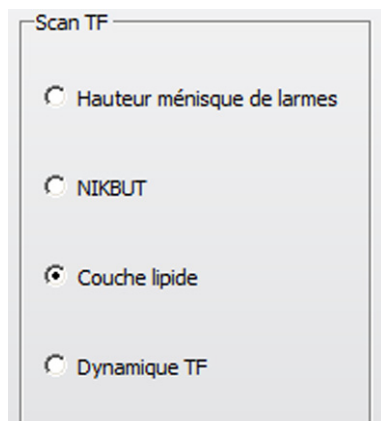 Scan TF
Hauteur ménisque de larmes
NIKBUT
Couche lipide
Dynamique TF